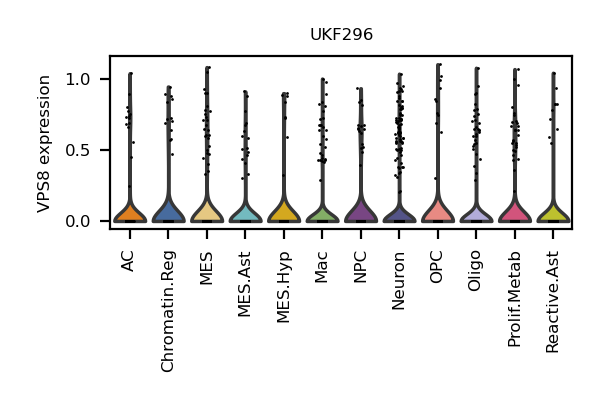 UKF296
VPS8 expression
1.0
0.5
0.0
AC
Chromatin.Reg
MES
MES.Ast
MES.Hyp
Mac
NPC
Neuron
OPC
Oligo
Prolif.Metab
Reactive.Ast